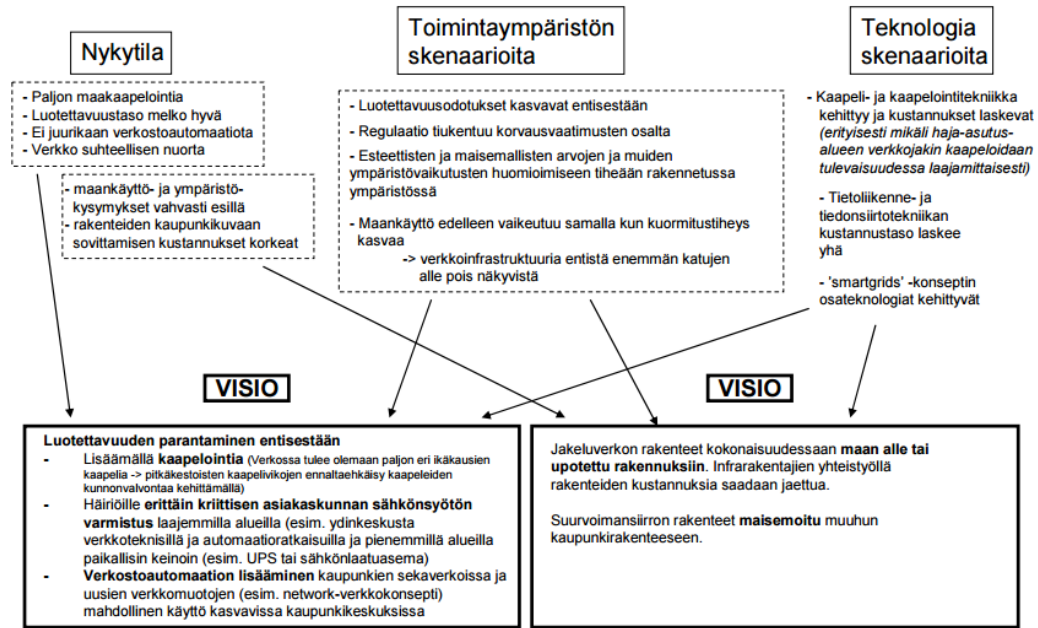 Nykytila
- Paljon maakaapelointia
- Luotettavuustaso melko hyvä
- Ei juurikaan verkostoautomaatiota
- Verkko suhteellisen nuorta
- maankäyttö- ja ympäristö-
kysymykset vahvasti esillä
- rakenteiden kaupunkikuvaan
sovittamisen kustannukset korkeat
Toimintaympäristön
skenaarioita
- Luotettavuusodotukset kasvavat entisestään
- Regulaatio tiukentuu korvausvaatimusten osalta
- Esteettisten ja maisemallisten arvojen ja muiden
ympäristövaikutusten huomioimiseen tiheään rakennetussa
ympäristössä
- Maankäyttö edelleen vaikeutuu samalla kun kuormitustiheys
kasvaa
-> verkkoinfrastruktuuria entistä enemmän katujen
alle pois näkyvistä
Teknologia
skenaarioita
- Kaapeli- ja kaapelointitekniikka
kehittyy ja kustannukset laskevat
(erityisesti mikäli haja-asutus-
alueen verkkojakin kaapeloidaan
tulevaisuudessa laajamittaisesti)
- Tietoliikenne- ja
tiedonsiirtotekniikan
kustannustaso laskee
yhä
- 'smartgrids' -konseptin
osateknologiat kehittyvät
VISIO
Luotettavuuden parantaminen entisestään
- Lisäämällä kaapelointia (Verkossa tulee olemaan paljon eri ikäkausien
kaapelia -> pitkäkestoisten kaapelivikojen ennaltaehkäisy kaapeleiden
kunnonvalvontaa kehittämällä)
- Häiriöille erittäin kriittisen asiakaskunnan sähkönsyötön
varmistus laajemmilla alueilla (esim. ydinkeskusta
verkkoteknisillä ja automaatioratkaisuilla ja pienemmillä alueilla
paikallisin keinoin (esim. UPS tai sähkönlaatuasema)
- Verkostoautomaation lisääminen kaupunkien sekaverkoissa ja
uusien verkkomuotojen (esim. network-verkkokonsepti)
mahdollinen käyttö kasvavissa kaupunkikeskuksissa
VISIO
Jakeluverkon rakenteet kokonaisuudessaan maan alle tai
upotettu rakennuksiin. Infrarakentajien yhteistyöllä
rakenteiden kustannuksia saadaan jaettua.
Suurvoimansiirron rakenteet maisemoitu muuhun
kaupunkirakenteeseen.